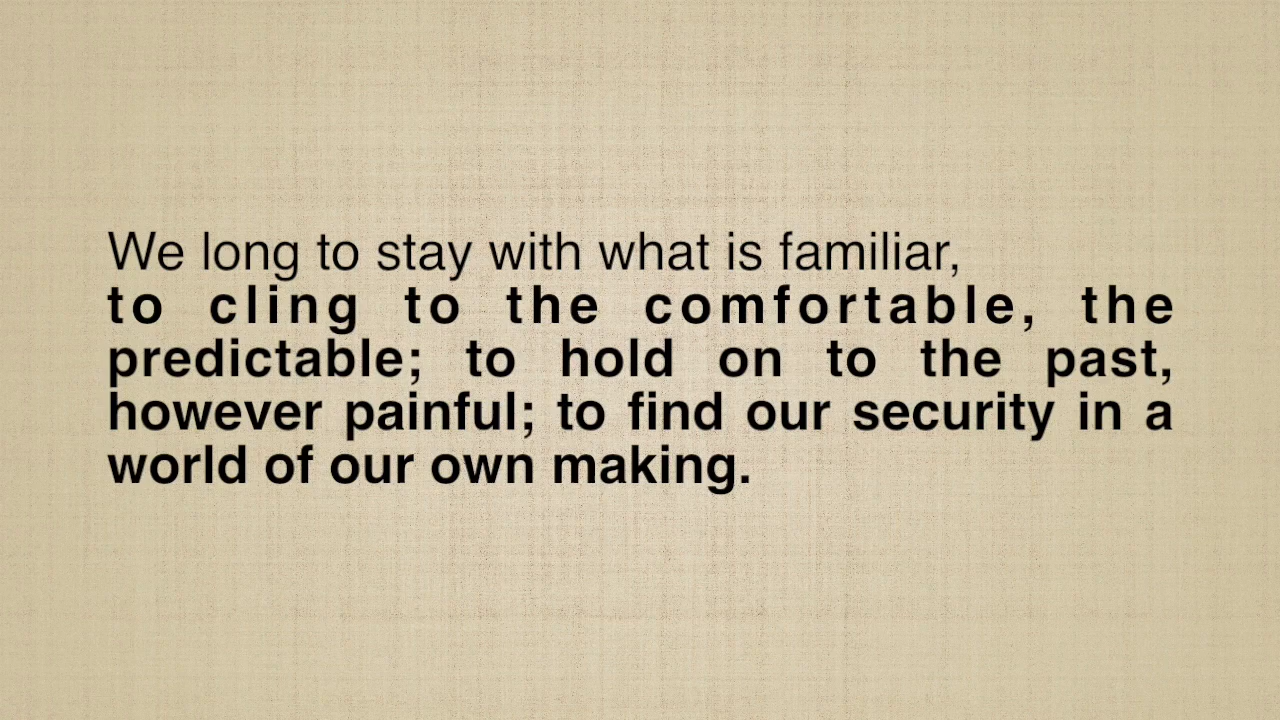 We long to stay with what is familiar,
to cling to the comfortable, the
predictable; to hold on to the past,
however painful; to find our security in a
world of our own making.